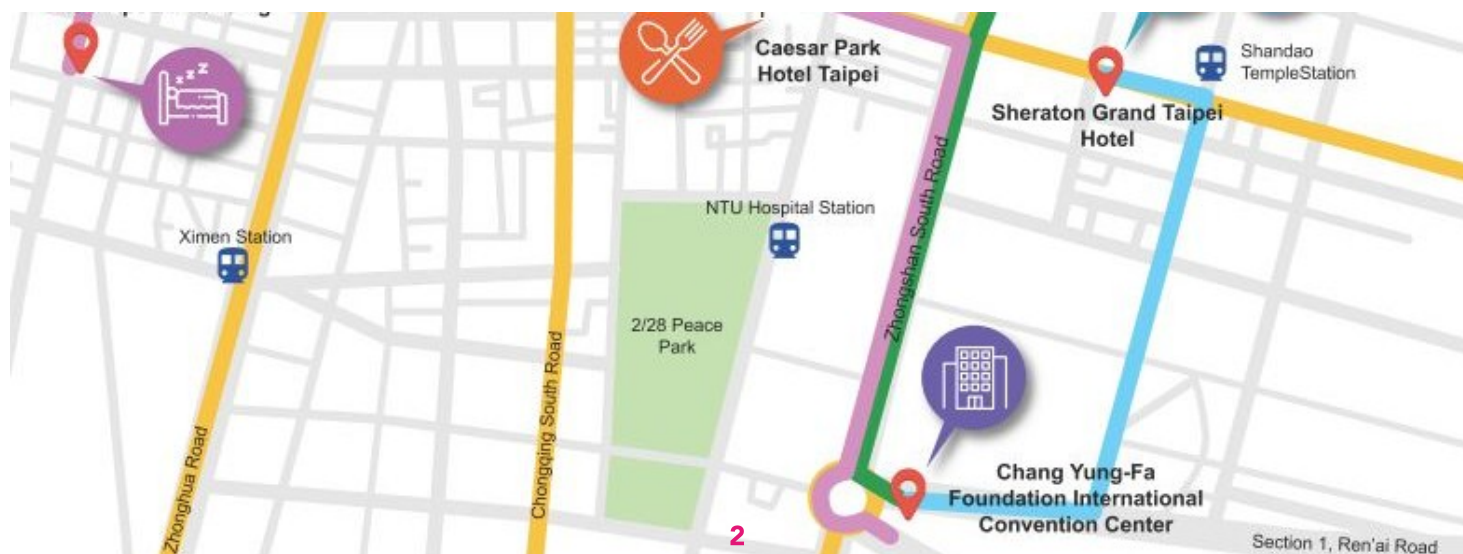 Caesar Park
Hotel Taipei
Shandao
TempleStation
Sheraton Grand Taipei
Hotel
z z z z
NTU Hospital Station
Ximen Station
Zhongshan South Road
2/28 Peace
Park
Chongqing South Road
Zhonghua Road
Chang Yung-Fa
Foundation International
Convention Center
2
Section 1, Ren'ai Road